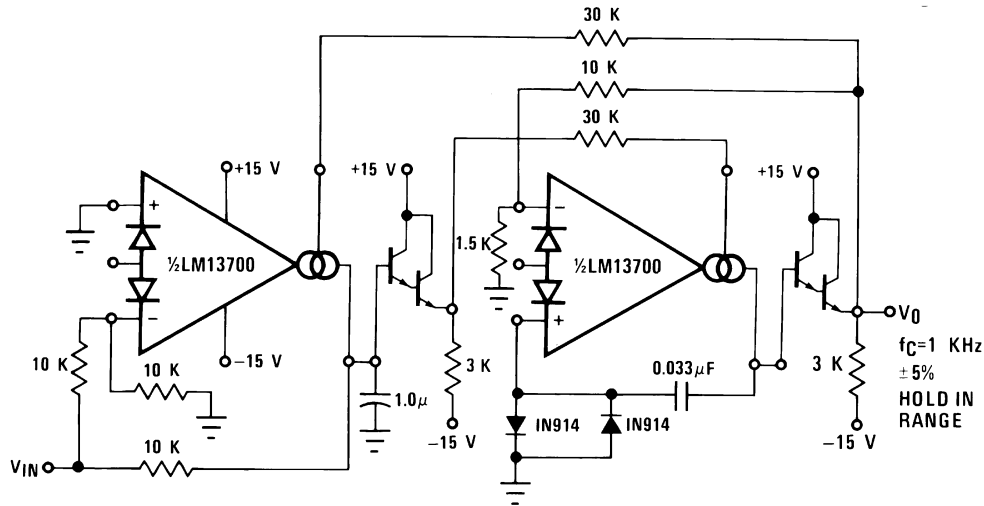 30 K
10 K
30 K
+15 V
+15 V
+15 V
+
½LM13700
−
−15 V
10 K
10 K
10 K
VIN
1.0μ
3 K
−15 V
1.5 K
−
½LM13700
+
0.033μF
IN914
IN914
3 K
−15 V
VO
fC=1 KHz
±5%
HOLD IN
RANGE